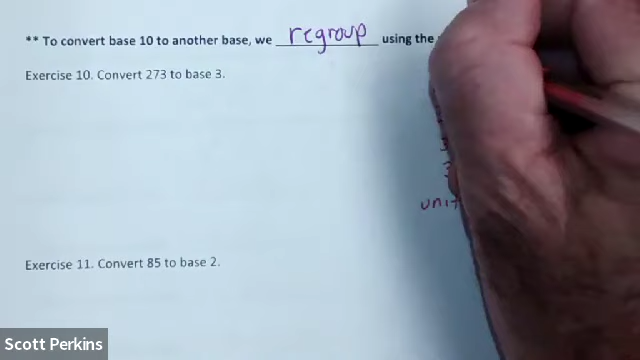 ** To convert base 10 to another base, we regroup using the
Exercise 10. Convert 273 to base 3.
3
unit
Exercise 11. Convert 85 to base 2.
Scott Perkins